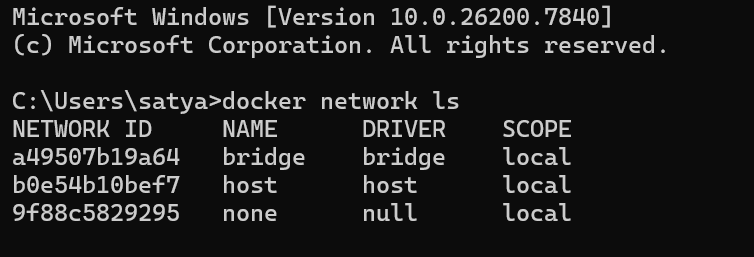 Microsoft Windows [Version 10.0.26200.7840]
(c) Microsoft Corporation. All rights reserved.
C:\Users\satya>docker network ls
NETWORK ID     NAME      DRIVER    SCOPE
a49507b19a64   bridge    bridge    local
b0e54b10bef7   host      host      local
9f88c5829295   none      null      local